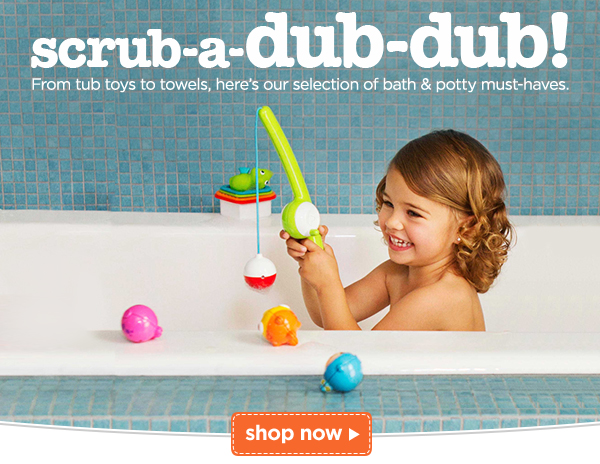 scrub-a-dub-dub!
From tub toys to towels, here's our selection of bath & potty must-haves.
shop now